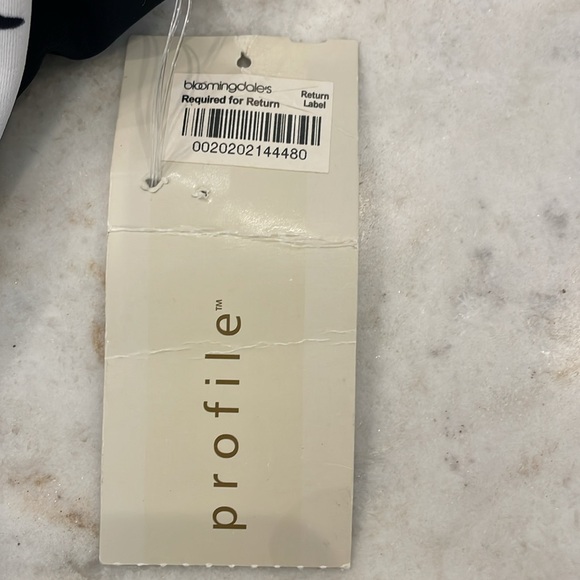 bloomingdale's
Required for Return
Return
Label
0020202144480
profile™